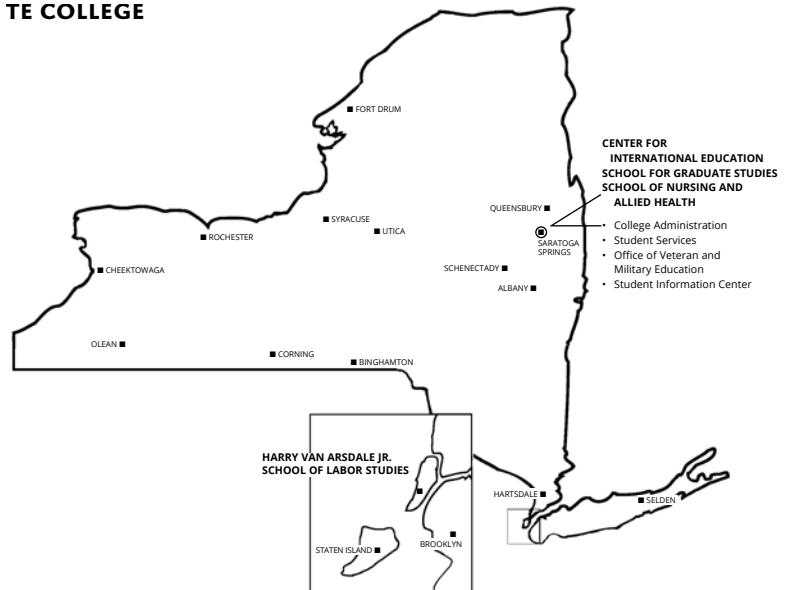 TE COLLEGE
FORT DRUM
CENTER FOR
INTERNATIONAL EDUCATION
SCHOOL FOR GRADUATE STUDIES
SCHOOL OF NURSING AND
ALLIED HEALTH
• College Administration
• Student Services
• Office of Veteran and
Military Education
• Student Information Center
QUEENSBURY
SYRACUSE
UTICA
ROCHESTER
SARATOGA
SPRINGS
CHEEKTOWAGA
SCHENECTADY
ALBANY
OLEAN
CORNING
BINGHAMTON
HARRY VAN ARSDALE JR.
SCHOOL OF LABOR STUDIES
HARTSDALE
SELDEN
STATEN ISLAND
BROOKLYN